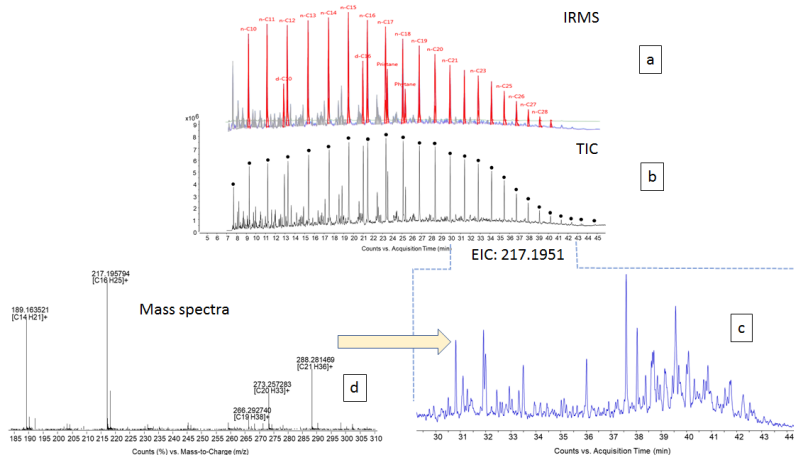 IRMS
a
n-C10
n-C11
n-C12
n-C13
n-C14
n-C15
n-C16
n-C17
n-C18
n-C19
n-C20
n-C21
n-C23
n-C25
n-C26
n-C27
n-C28
Pristane
Phytane
x10⁶
9
8
7
6
5
4
3
2
1
0
TIC
b
5 6 7 8 9 10 11 12 13 14 15 16 17 18 19 20 21 22 23 24 25 26 27 28 29 30 31 32 33 34 35 36 37 38 39 40 41 42 43 44 45
Counts vs. Acquisition Time (min)
EIC: 217.1951
Mass spectra
217.195794
[C16 H25]+
189.163521
[C14 H21]+
288.281469
[C21 H36]+
273.257283
[C20 H33]+
266.292740
[C19 H38]+
d
185 190 195 200 205 210 215 220 225 230 235 240 245 250 255 260 265 270 275 280 285 290 295 300 305 310
Counts (%) vs. Mass-to-Charge (m/z)
c
30 31 32 33 34 35 36 37 38 39 40 41 42 43 44
Counts vs. Acquisition Time (min)